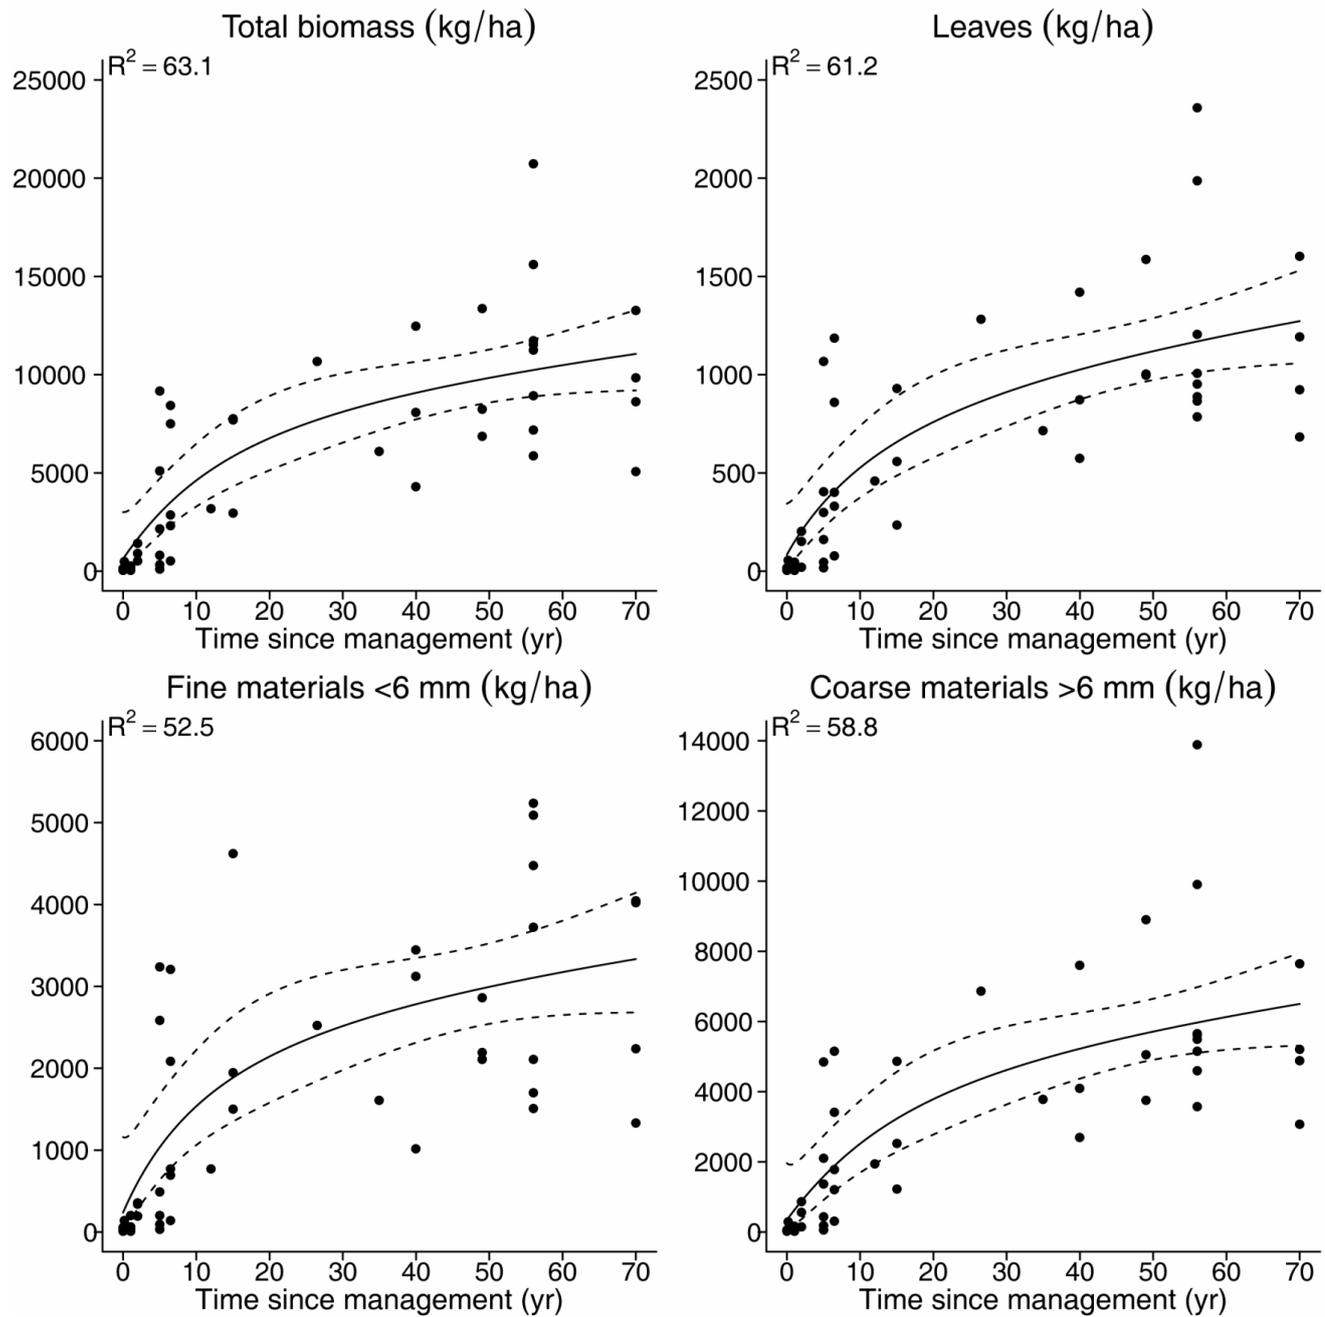 Total biomass (kg/ha)
R² = 63.1
25000
20000
15000
10000
5000
0
0 10 20 30 40 50 60 70
Time since management (yr)
Leaves (kg/ha)
R² = 61.2
2500
2000
1500
1000
500
0
0 10 20 30 40 50 60 70
Time since management (yr)
Fine materials <6 mm (kg/ha)
R² = 52.5
6000
5000
4000
3000
2000
1000
0
0 10 20 30 40 50 60 70
Time since management (yr)
Coarse materials >6 mm (kg/ha)
R² = 58.8
14000
12000
10000
8000
6000
4000
2000
0
0 10 20 30 40 50 60 70
Time since management (yr)